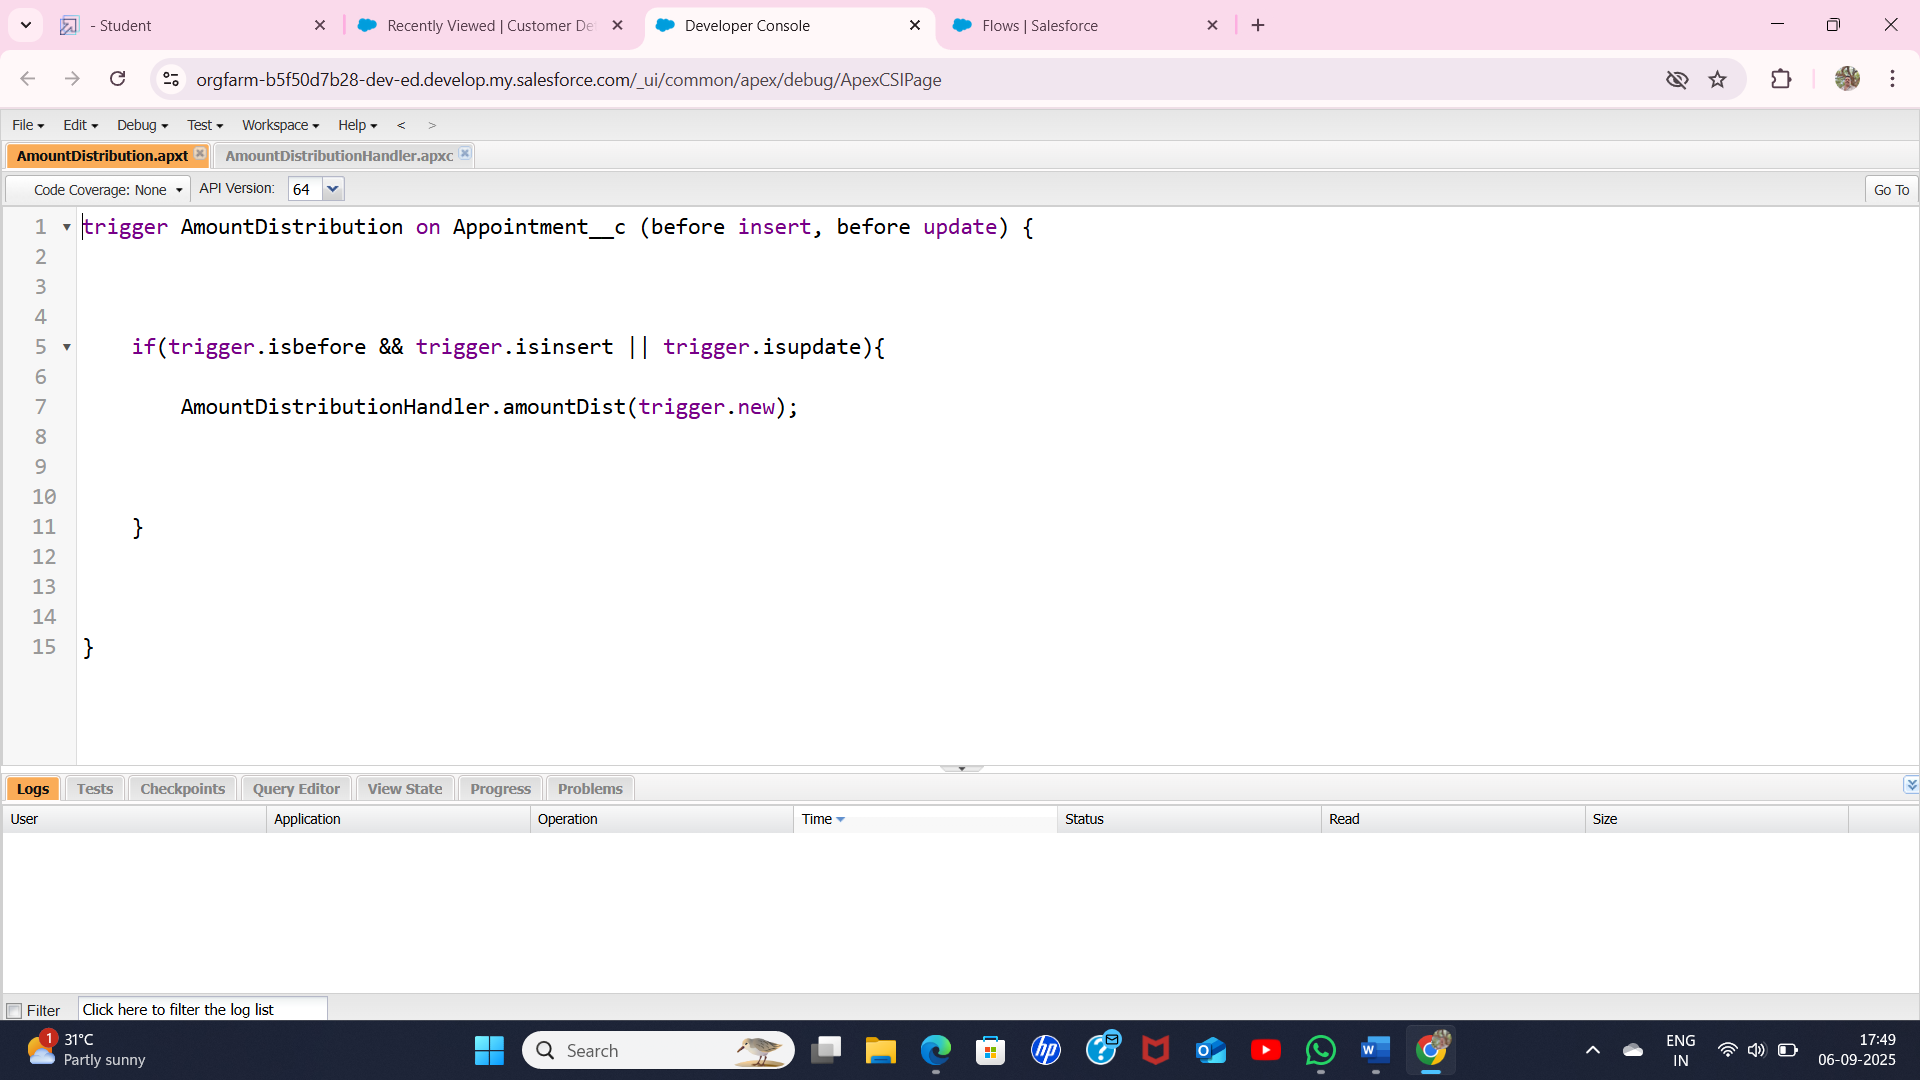 - Student
Recently Viewed | Customer De
Developer Console
Flows | Salesforce
orgfarm-b5f50d7b28-dev-ed.develop.my.salesforce.com/_ui/common/apex/debug/ApexCSIPage
File Edit Debug Test Workspace Help < >
AmountDistribution.apxt
AmountDistributionHandler.apxc
Code Coverage: None
API Version: 64
Go To
1 trigger AmountDistribution on Appointment__c (before insert, before update) {
2
3
4
5 if(trigger.isbefore && trigger.isinsert || trigger.isupdate){
6
7 AmountDistributionHandler.amountDist(trigger.new);
8
9
10
11 }
12
13
14
15 }
Logs Tests Checkpoints Query Editor View State Progress Problems
User Application Operation Time Status Read Size
Filter Click here to filter the log list
1
31°C
Partly sunny
Search
hp
W
ENG
IN
17:49
06-09-2025